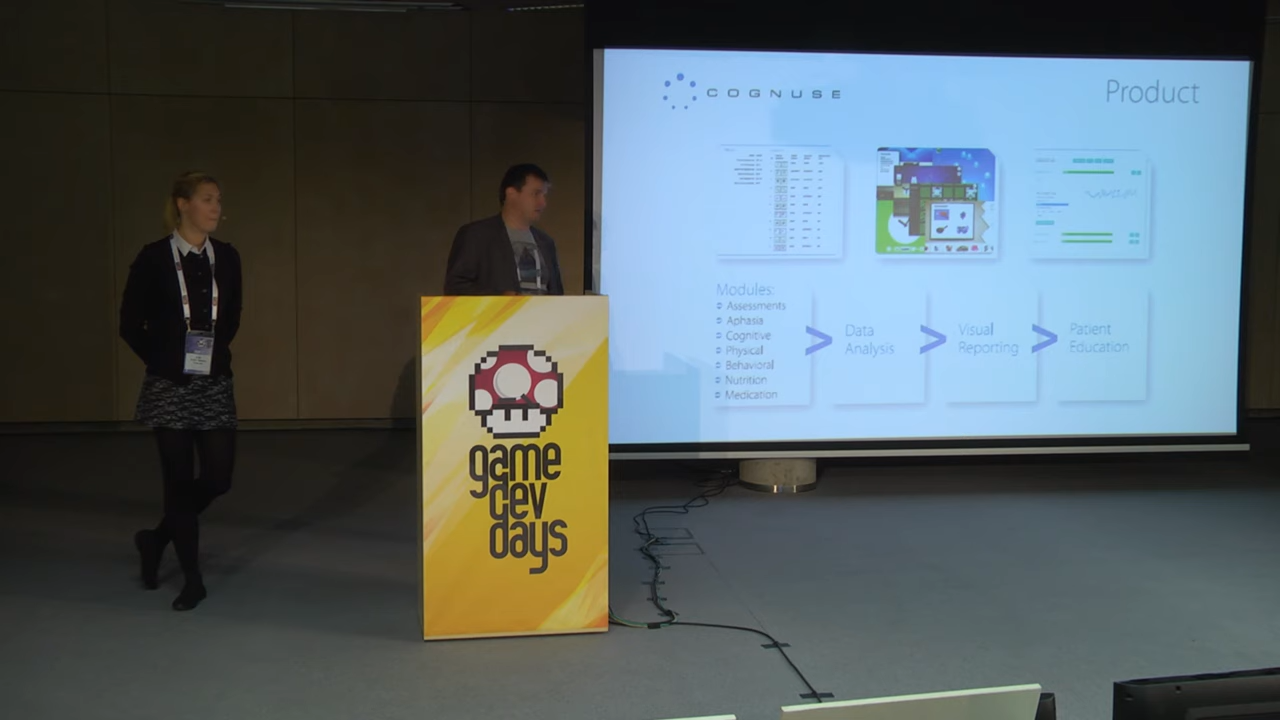 COGNUSE
Product
Modules:
Assessments
Aphasia
Cognitive
Physical
Behavioral
Nutrition
Medication
>
Data
Analysis
>
Visual
Reporting
>
Patient
Education
game
dev
days